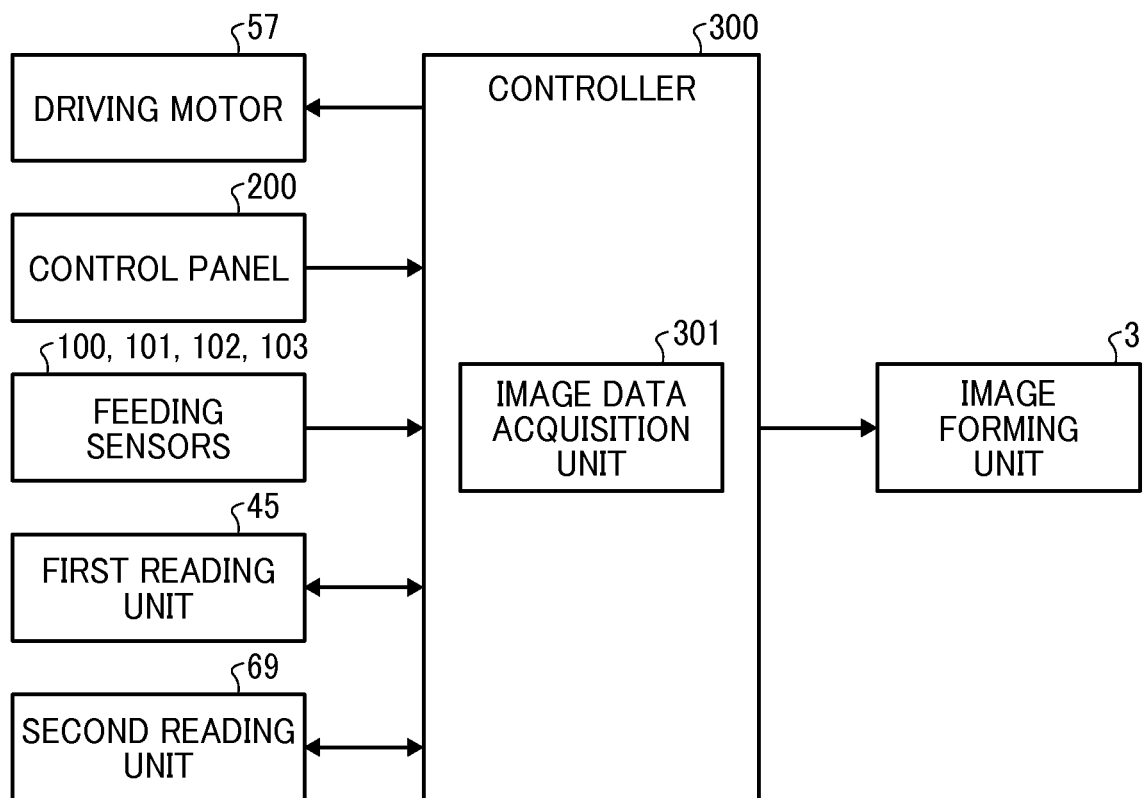 57
DRIVING MOTOR
200
CONTROL PANEL
100, 101, 102, 103
FEEDING
SENSORS
45
FIRST READING
UNIT
69
SECOND READING
UNIT
300
CONTROLLER
301
IMAGE DATA
ACQUISITION
UNIT
3
IMAGE
FORMING
UNIT